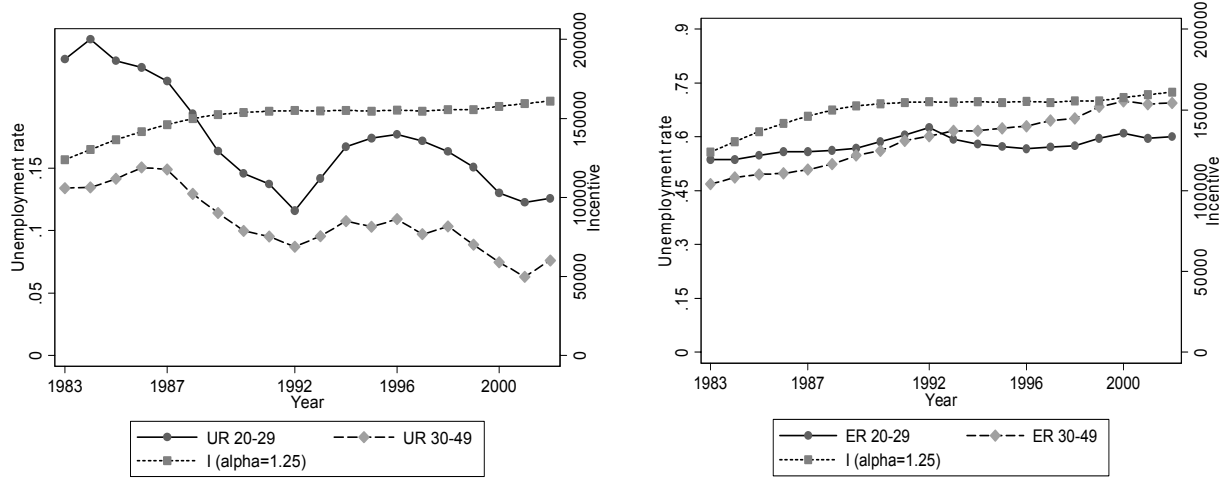 Unemployment rate
0 .05 .1 .15
0 50000 100000 150000 200000
Incentive
1983 1987 1992 1996 2000
Year
UR 20-29 UR 30-49
I (alpha=1.25)
Unemployment rate
0 .15 .3 .45 .6 .75 .9
0 50000 100000 150000 200000
Incentive
1983 1987 1992 1996 2000
Year
ER 20-29 ER 30-49
I (alpha=1.25)